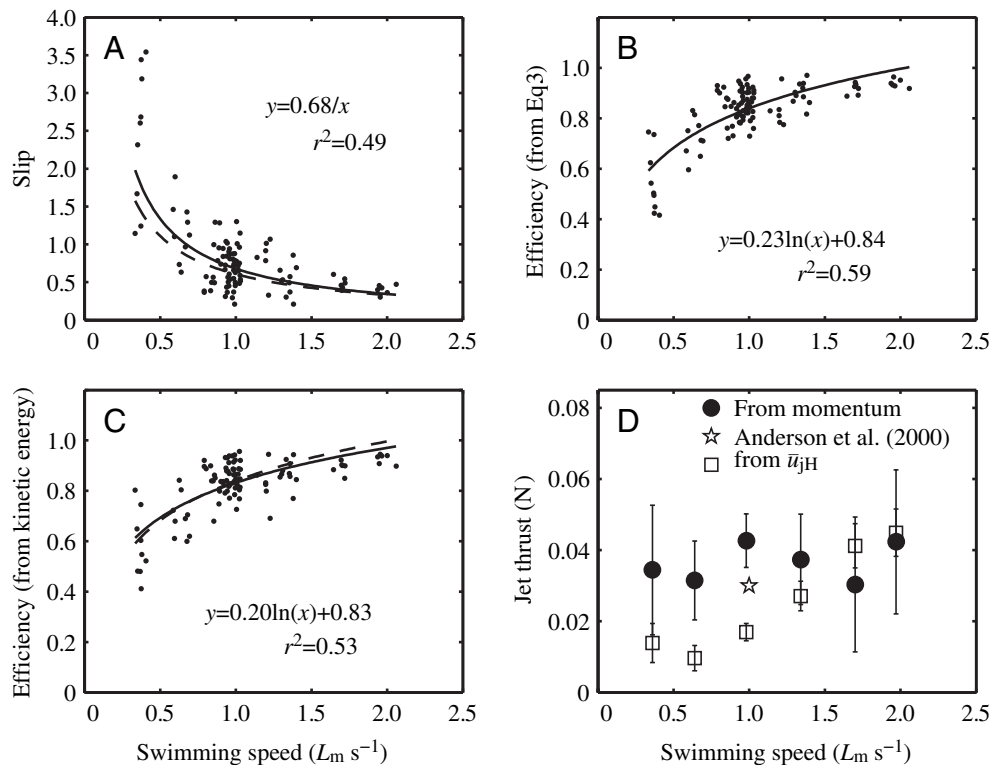 A
Slip
4.0
3.5
3.0
2.5
2.0
1.5
1.0
0.5
0
y=0.68/x
r²=0.49
0 0.5 1.0 1.5 2.0 2.5
B
Efficiency (from Eq3)
1.0
0.8
0.6
0.4
0.2
0
y=0.23ln(x)+0.84
r²=0.59
0 0.5 1.0 1.5 2.0 2.5
C
Efficiency (from kinetic energy)
1.0
0.8
0.6
0.4
0.2
0
y=0.20ln(x)+0.83
r²=0.53
0 0.5 1.0 1.5 2.0 2.5
Swimming speed (Lm s⁻¹)
D
Jet thrust (N)
0.08
0.06
0.04
0.02
0
From momentum
Anderson et al. (2000)
from ūjH
0 0.5 1.0 1.5 2.0 2.5
Swimming speed (Lm s⁻¹)